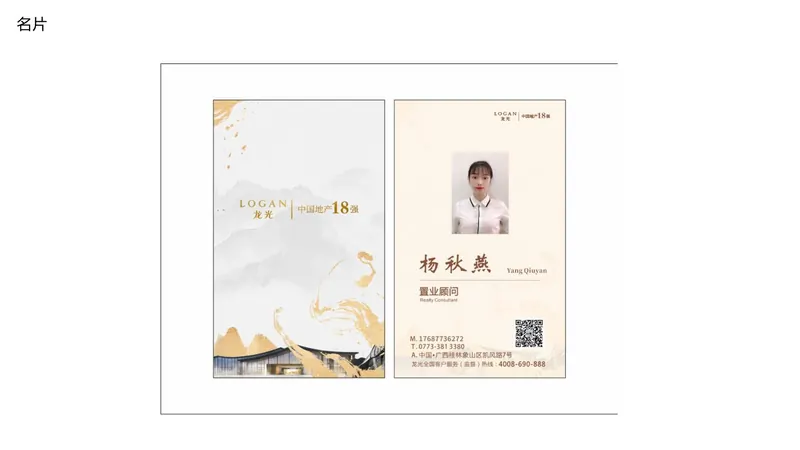 名片
LOGAN
龙光
中国地产18强
LOGAN
龙光
中国地产18强
杨秋燕 Yang Qiuyan
置业顾问
Realty Consultant
M. 17687736272
T. 0773-381 3380
A. 中国•广西桂林象山区凯风路7号
龙光全国客户服务（监督）热线：4008-690-888